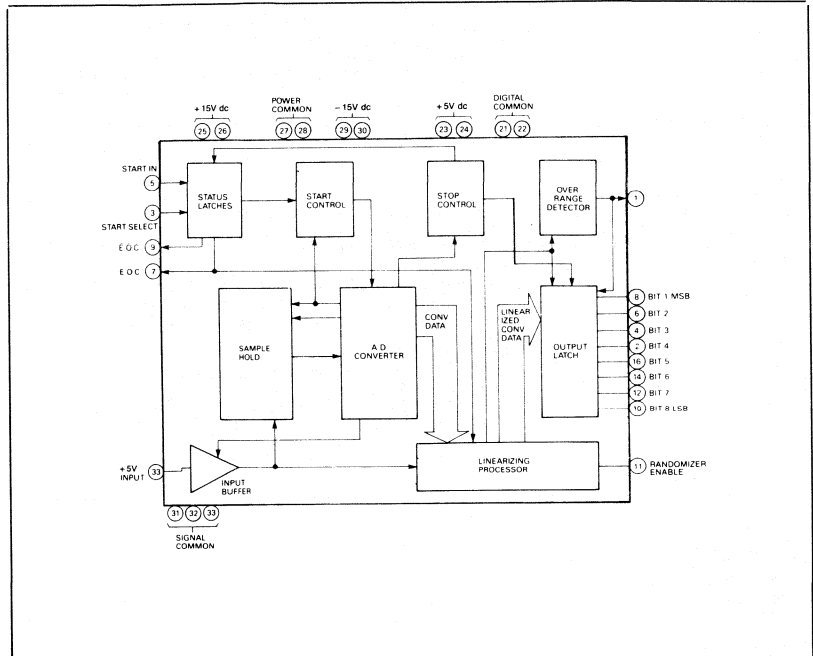 +15V dc
POWER
COMMON
-15V dc
+5V dc
DIGITAL
COMMON
25 26
27 28
29 30
23 24
21 22
START IN
5
3
START SELECT
E O C 9
E O C 7
STATUS
LATCHES
START
CONTROL
STOP
CONTROL
OVER
RANGE
DETECTOR
1
SAMPLE
HOLD
A D
CONVERTER
CONV
DATA
LINEAR
IZED
CONV
DATA
OUTPUT
LATCH
8 BIT 1 MSB
6 BIT 2
4 BIT 3
2 BIT 4
16 BIT 5
14 BIT 6
12 BIT 7
10 BIT 8 LSB
+5V
INPUT
33
INPUT
BUFFER
LINEARIZING
PROCESSOR
11 RANDOMIZER
ENABLE
31 32 33
SIGNAL
COMMON